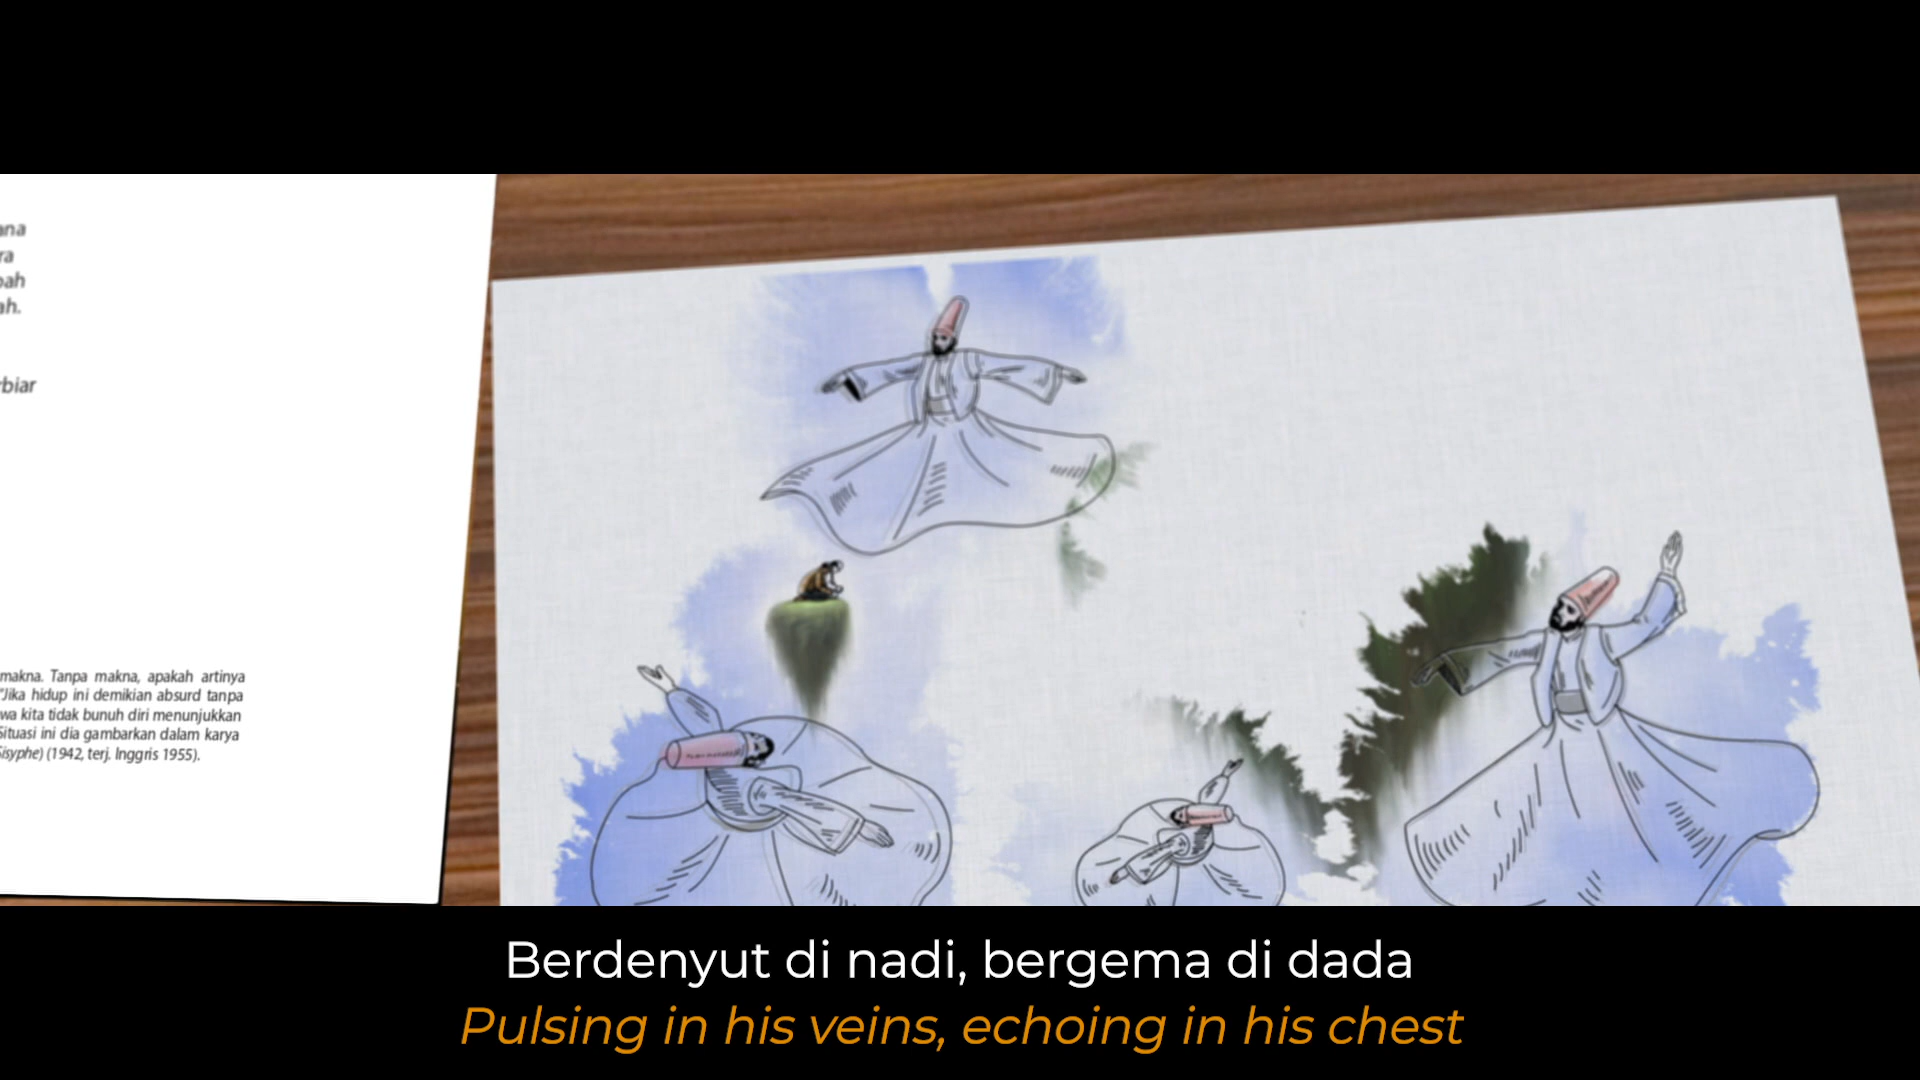 ana
ra
bah
ah.
rbiar
makna. Tanpa makna, apakah artinya
"Jika hidup ini demikian absurd tanpa
wa kita tidak bunuh diri menunjukkan
Situasi ini dia gambarkan dalam karya
Sisyphe) (1942, terj. Inggris 1955).
Berdenyut di nadi, bergema di dada
Pulsing in his veins, echoing in his chest